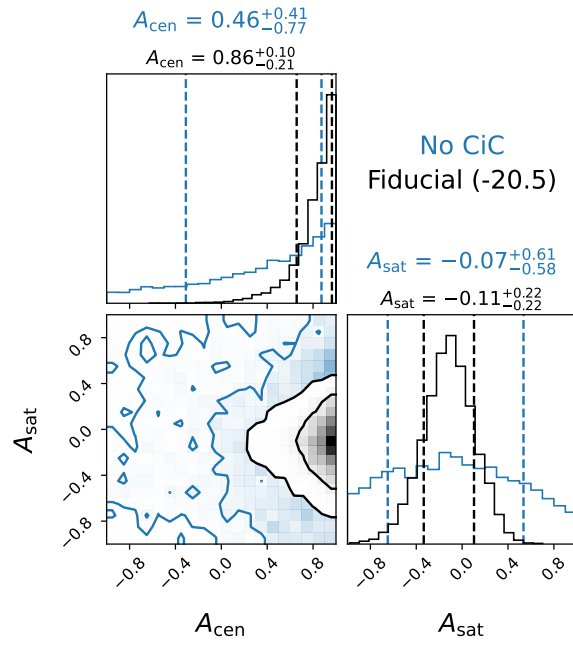 A_cen = 0.46^{+0.41}_{−0.77}
A_cen = 0.86^{+0.10}_{−0.21}
No CiC
Fiducial (-20.5)
A_sat = −0.07^{+0.61}_{−0.58}
A_sat = −0.11^{+0.22}_{−0.22}
0.8
0.4
0.0
−0.4
−0.8
A_sat
−0.8
−0.4
0.0
0.4
0.8
A_cen
−0.8
−0.4
0.0
0.4
0.8
A_sat